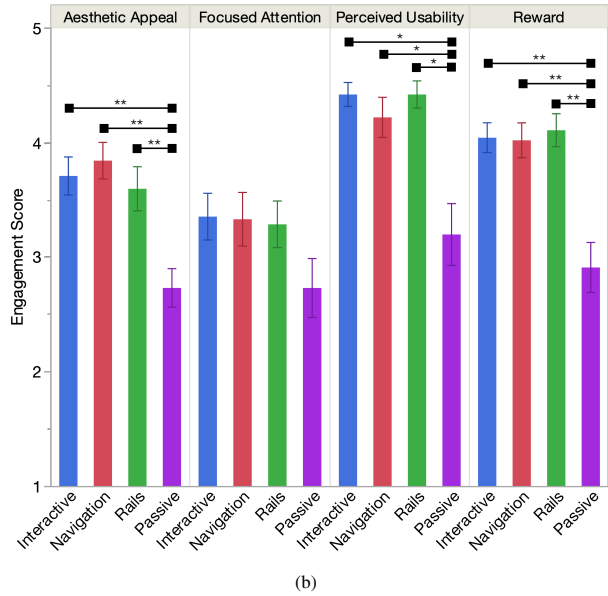 Aesthetic Appeal Focused Attention Perceived Usability Reward
5
4
3
2
1
Engagement Score
** ** **
* * *
** ** **
Interactive Navigation Rails Passive Interactive Navigation Rails Passive Interactive Navigation Rails Passive Interactive Navigation Rails Passive
(b)